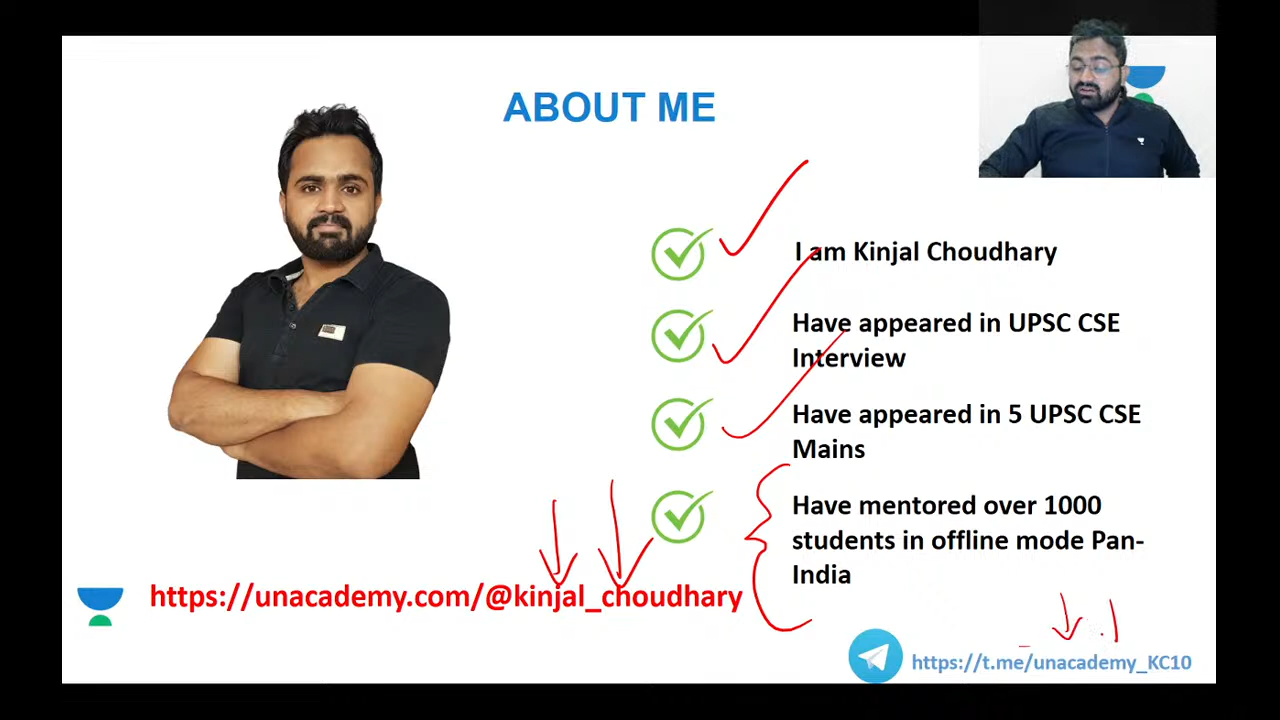 ABOUT ME
I am Kinjal Choudhary
Have appeared in UPSC CSE
Interview
Have appeared in 5 UPSC CSE
Mains
Have mentored over 1000
students in offline mode Pan-
India
https://unacademy.com/@kinjal_choudhary
https://t.me/unacademy_KC10